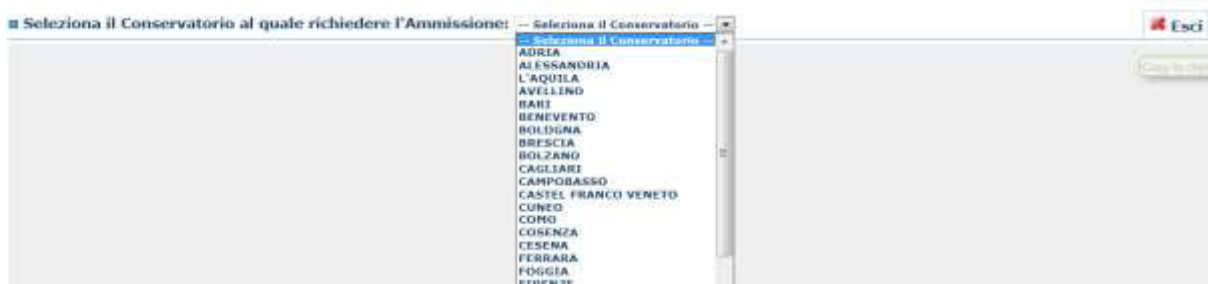 Seleziona il Conservatorio al quale richiedere l'Ammissione: -- Seleziona il Conservatorio -- Esci
-- Seleziona il Conservatorio --
ADRIA
ALESSANDRIA
L'AQUILA
AVELLINO
BARI
BENEVENTO
BOLOGNA
BRESCIA
BOLZANO
CAGLIARI
CAMPOBASSO
CASTEL FRANCO VENETO
CUNEO
COMO
COSENZA
CESENA
FERRARA
FOGGIA
FIRENZE